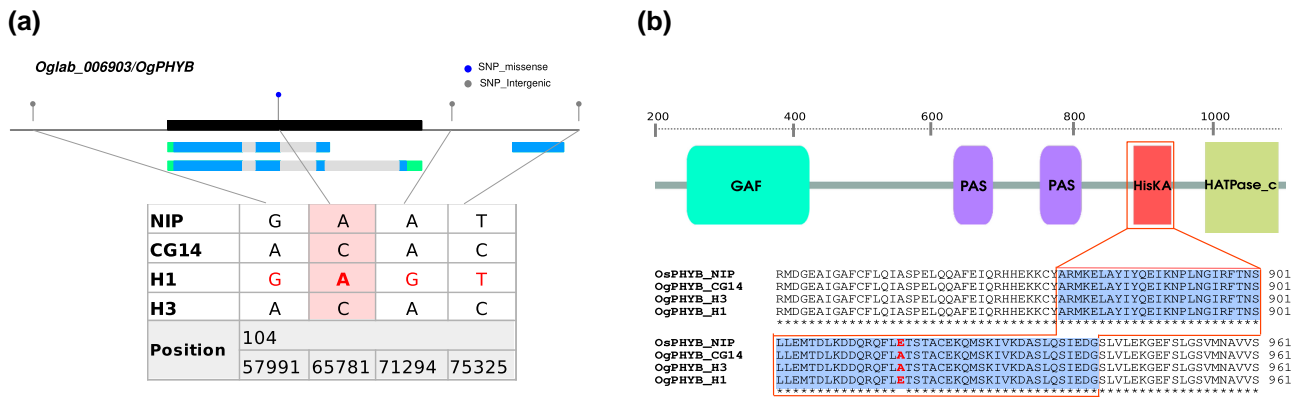 (a)
Oglab_006903/OgPHYB
SNP_missense
SNP_Intergenic
NIP G A A T
CG14 A C A C
H1 G A G T
H3 A C A C
Position 104
57991 65781 71294 75325
(b)
200 400 600 800 1000
GAF PAS PAS HisKA HATPase_c
OsPHYB_NIP RMDGEAIGAFCFLQIASPELQQAFEIQRHHEKKCYARMKELAYIYQEIKNPLNGIRFTNS 901
OgPHYB_CG14 RMDGEAIGAFCFLQIASPELQQAFEIQRHHEKKCYARMKELAYIYQEIKNPLNGIRFTNS 901
OgPHYB_H3 RMDGEAIGAFCFLQIASPELQQAFEIQRHHEKKCYARMKELAYIYQEIKNPLNGIRFTNS 901
OgPHYB_H1 RMDGEAIGAFCFLQIASPELQQAFEIQRHHEKKCYARMKELAYIYQEIKNPLNGIRFTNS 901
************************************************************
OsPHYB_NIP LLEMTDLKDDQRQFLETSTACEKQMSKIVKDASLQSIEDGSLVLEKGEFSLGSVMNAVVS 961
OgPHYB_CG14 LLEMTDLKDDQRQFLATSTACEKQMSKIVKDASLQSIEDGSLVLEKGEFSLGSVMNAVVS 961
OgPHYB_H3 LLEMTDLKDDQRQFLATSTACEKQMSKIVKDASLQSIEDGSLVLEKGEFSLGSVMNAVVS 961
OgPHYB_H1 LLEMTDLKDDQRQFLETSTACEKQMSKIVKDASLQSIEDGSLVLEKGEFSLGSVMNAVVS 961
*************** ********************************************